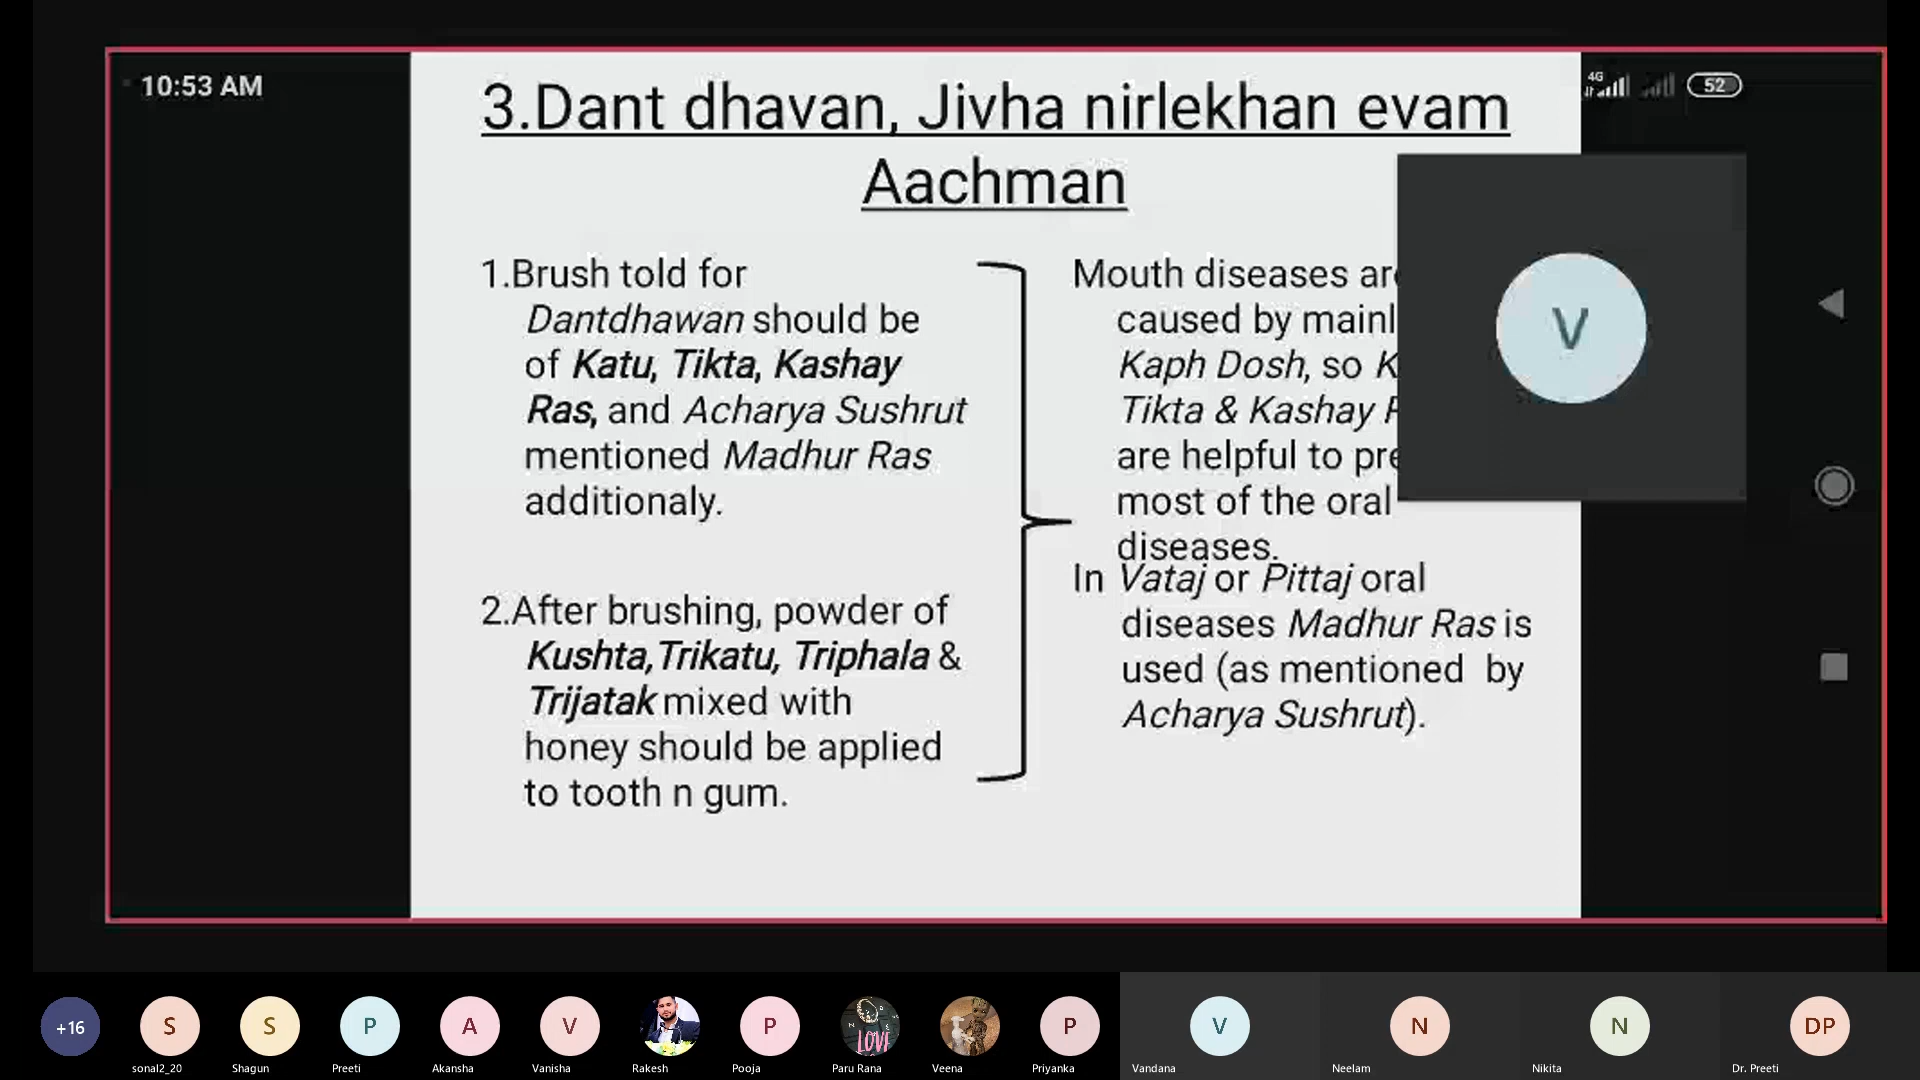 10:53 AM
4G
52
3.Dant dhavan, Jivha nirlekhan evam
Aachman
1.Brush told for
Dantdhawan should be
of Katu, Tikta, Kashay
Ras, and Acharya Sushrut
mentioned Madhur Ras
additionaly.
2.After brushing, powder of
Kushta,Trikatu, Triphala &
Trijatak mixed with
honey should be applied
to tooth n gum.
Mouth diseases
caused by
Kaph Dosh, so
Tikta & Kashay
are helpful to
most of the oral
diseases.
In Vataj or Pittaj oral
diseases Madhur Ras is
used (as mentioned by
Acharya Sushrut).
V
+16
S
S
P
A
V
P
LOVE
P
V
N
N
DP
sonal2_20
Shagun
Preeti
Akansha
Vanisha
Rakesh
Pooja
Paru Rana
Veena
Priyanka
Vandana
Neelam
Nikita
Dr. Preeti